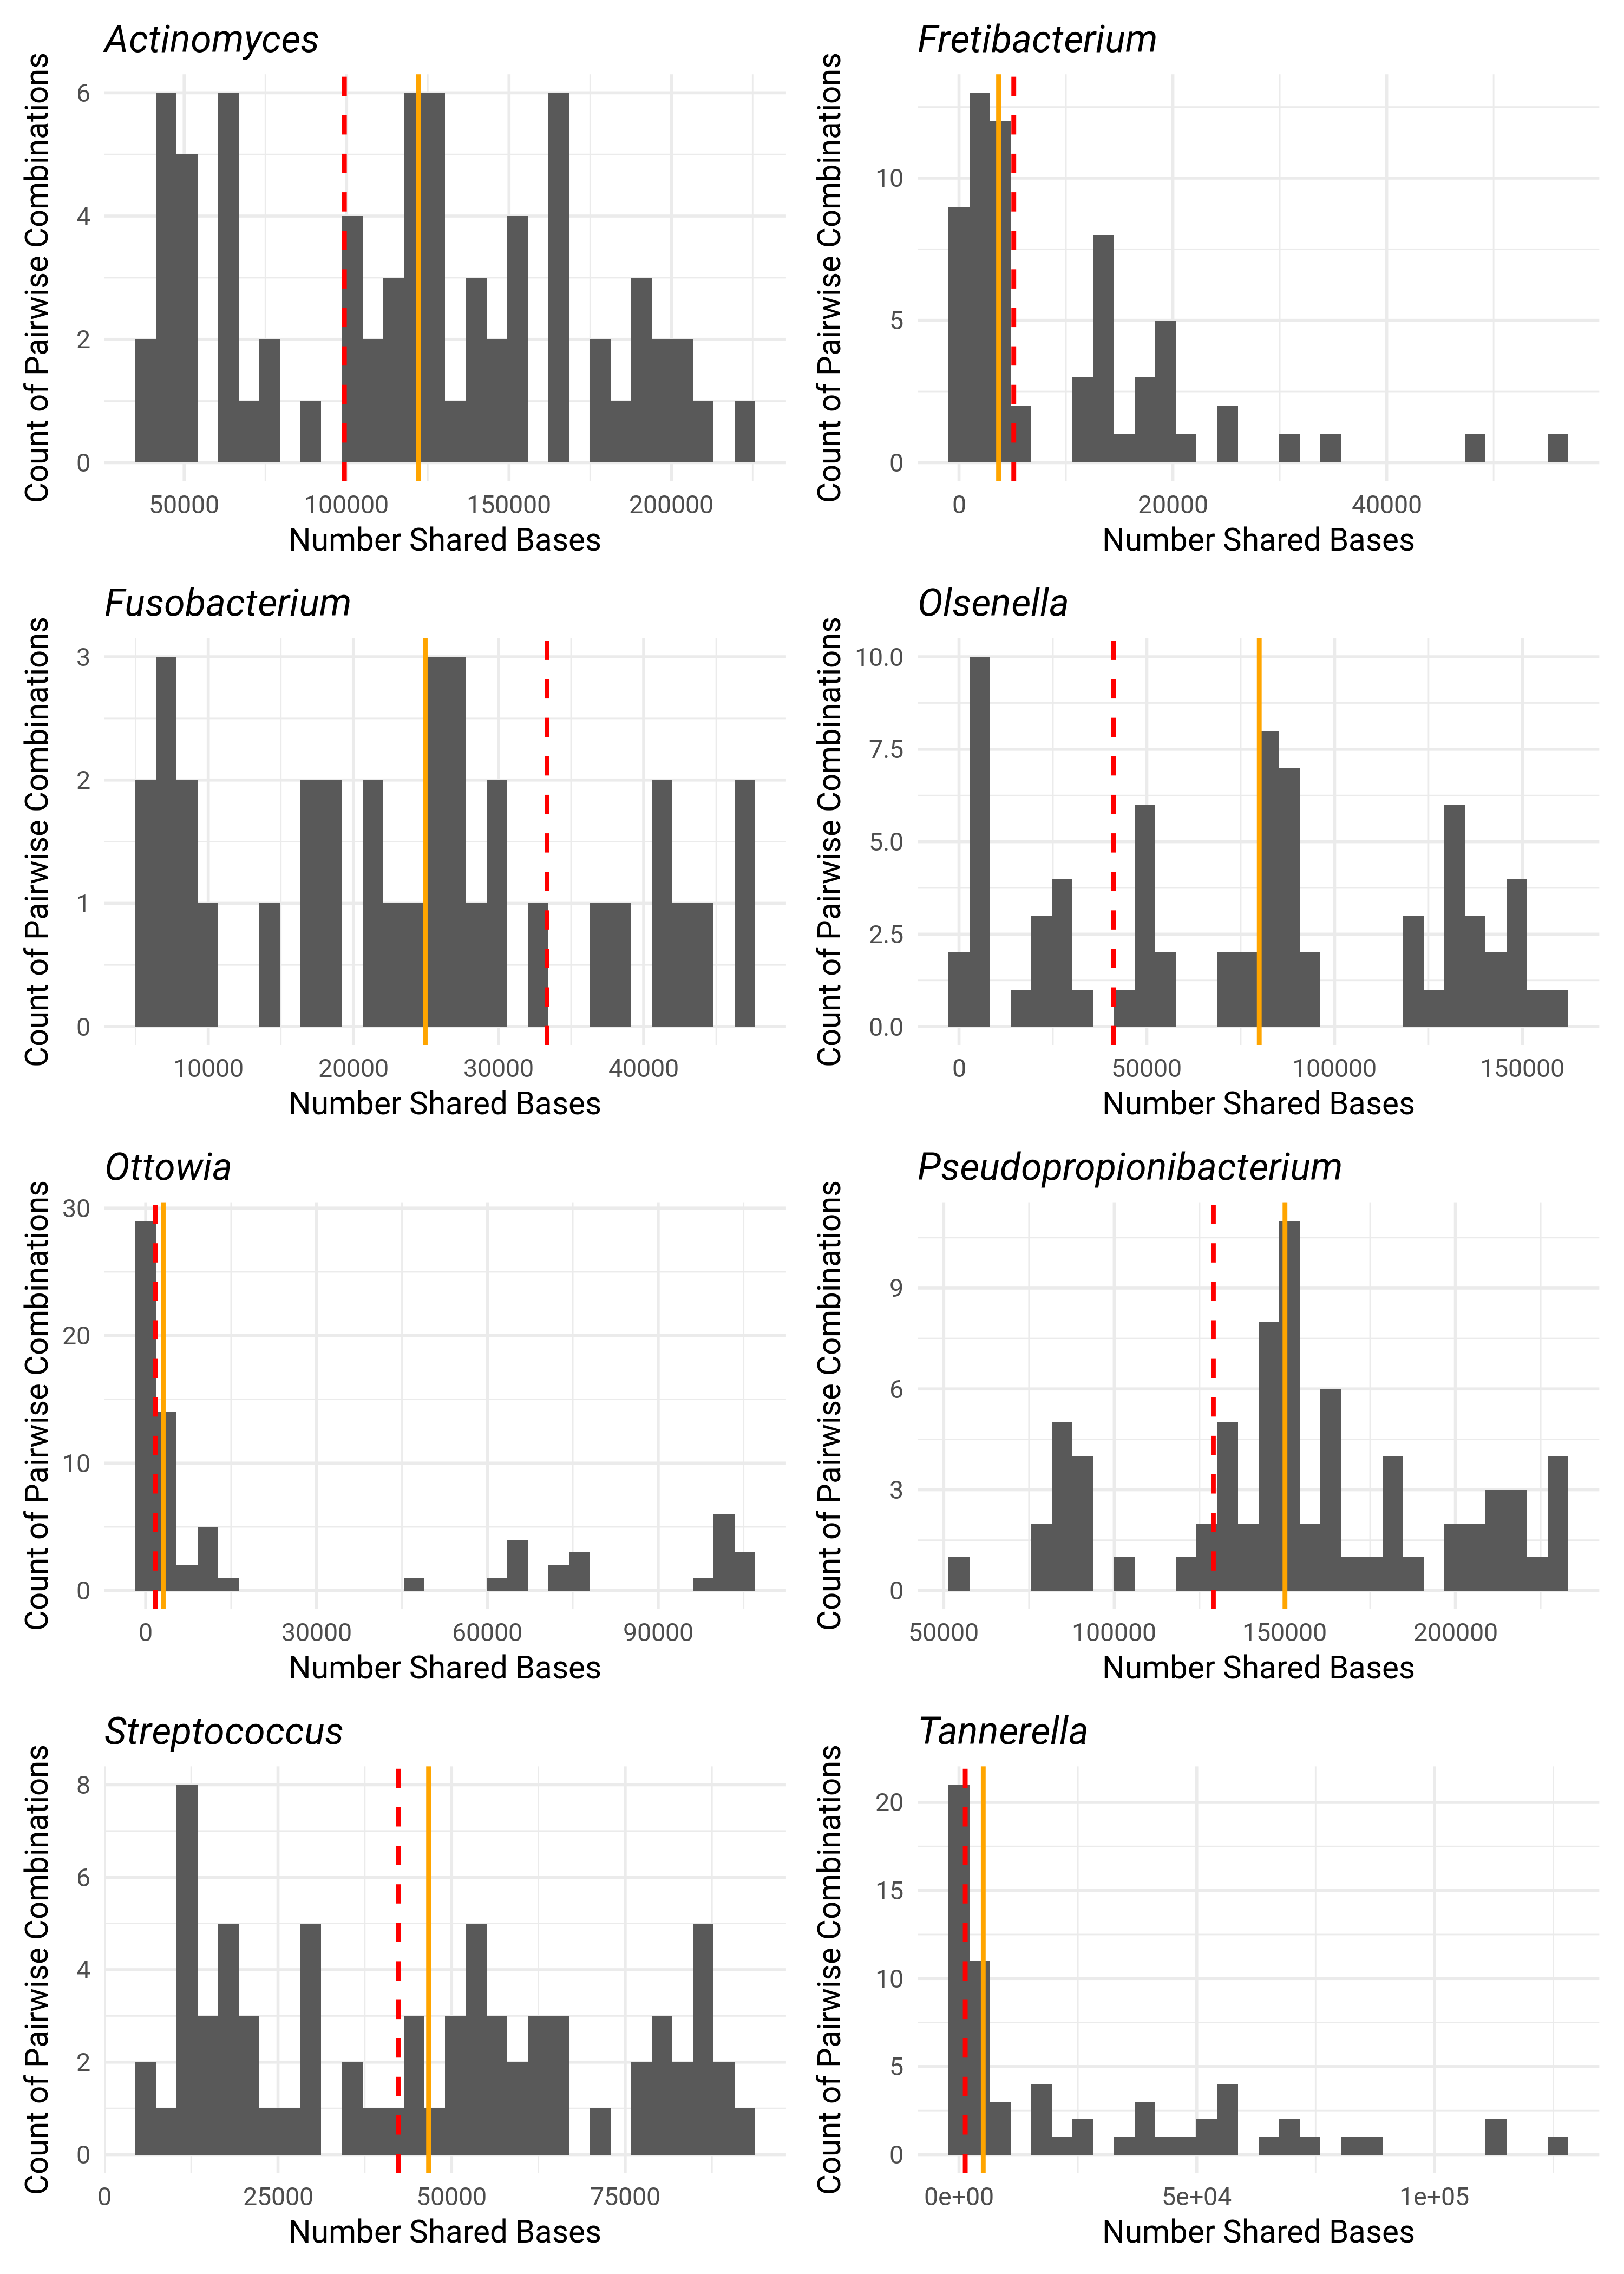 Actinomyces
Count of Pairwise Combinations
6
4
2
0
50000 100000 150000 200000
Number Shared Bases
Fretibacterium
Count of Pairwise Combinations
10
5
0
0 20000 40000
Number Shared Bases
Fusobacterium
Count of Pairwise Combinations
3
2
1
0
10000 20000 30000 40000
Number Shared Bases
Olsenella
Count of Pairwise Combinations
10.0
7.5
5.0
2.5
0.0
0 50000 100000 150000
Number Shared Bases
Ottowia
Count of Pairwise Combinations
30
20
10
0
0 30000 60000 90000
Number Shared Bases
Pseudopropionibacterium
Count of Pairwise Combinations
9
6
3
0
50000 100000 150000 200000
Number Shared Bases
Streptococcus
Count of Pairwise Combinations
8
6
4
2
0
0 25000 50000 75000
Number Shared Bases
Tannerella
Count of Pairwise Combinations
20
15
10
5
0
0e+00 5e+04 1e+05
Number Shared Bases